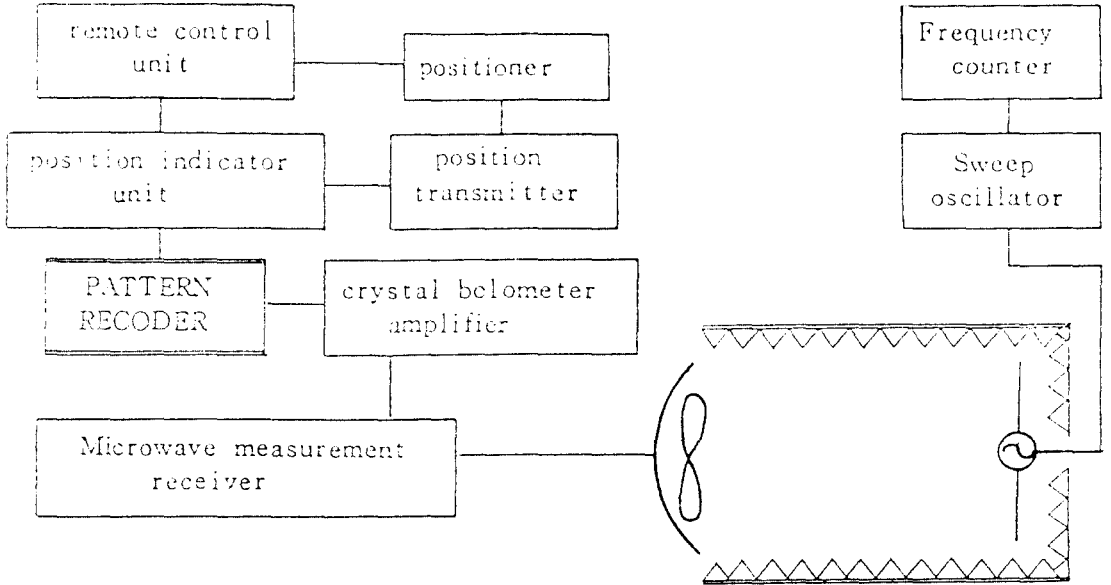 remote control
unit
positioner
Frequency
counter
position indicator
unit
position
transmitter
Sweep
oscillator
PATTERN
RECODER
crystal bolometer
amplifier
Microwave measurement
receiver